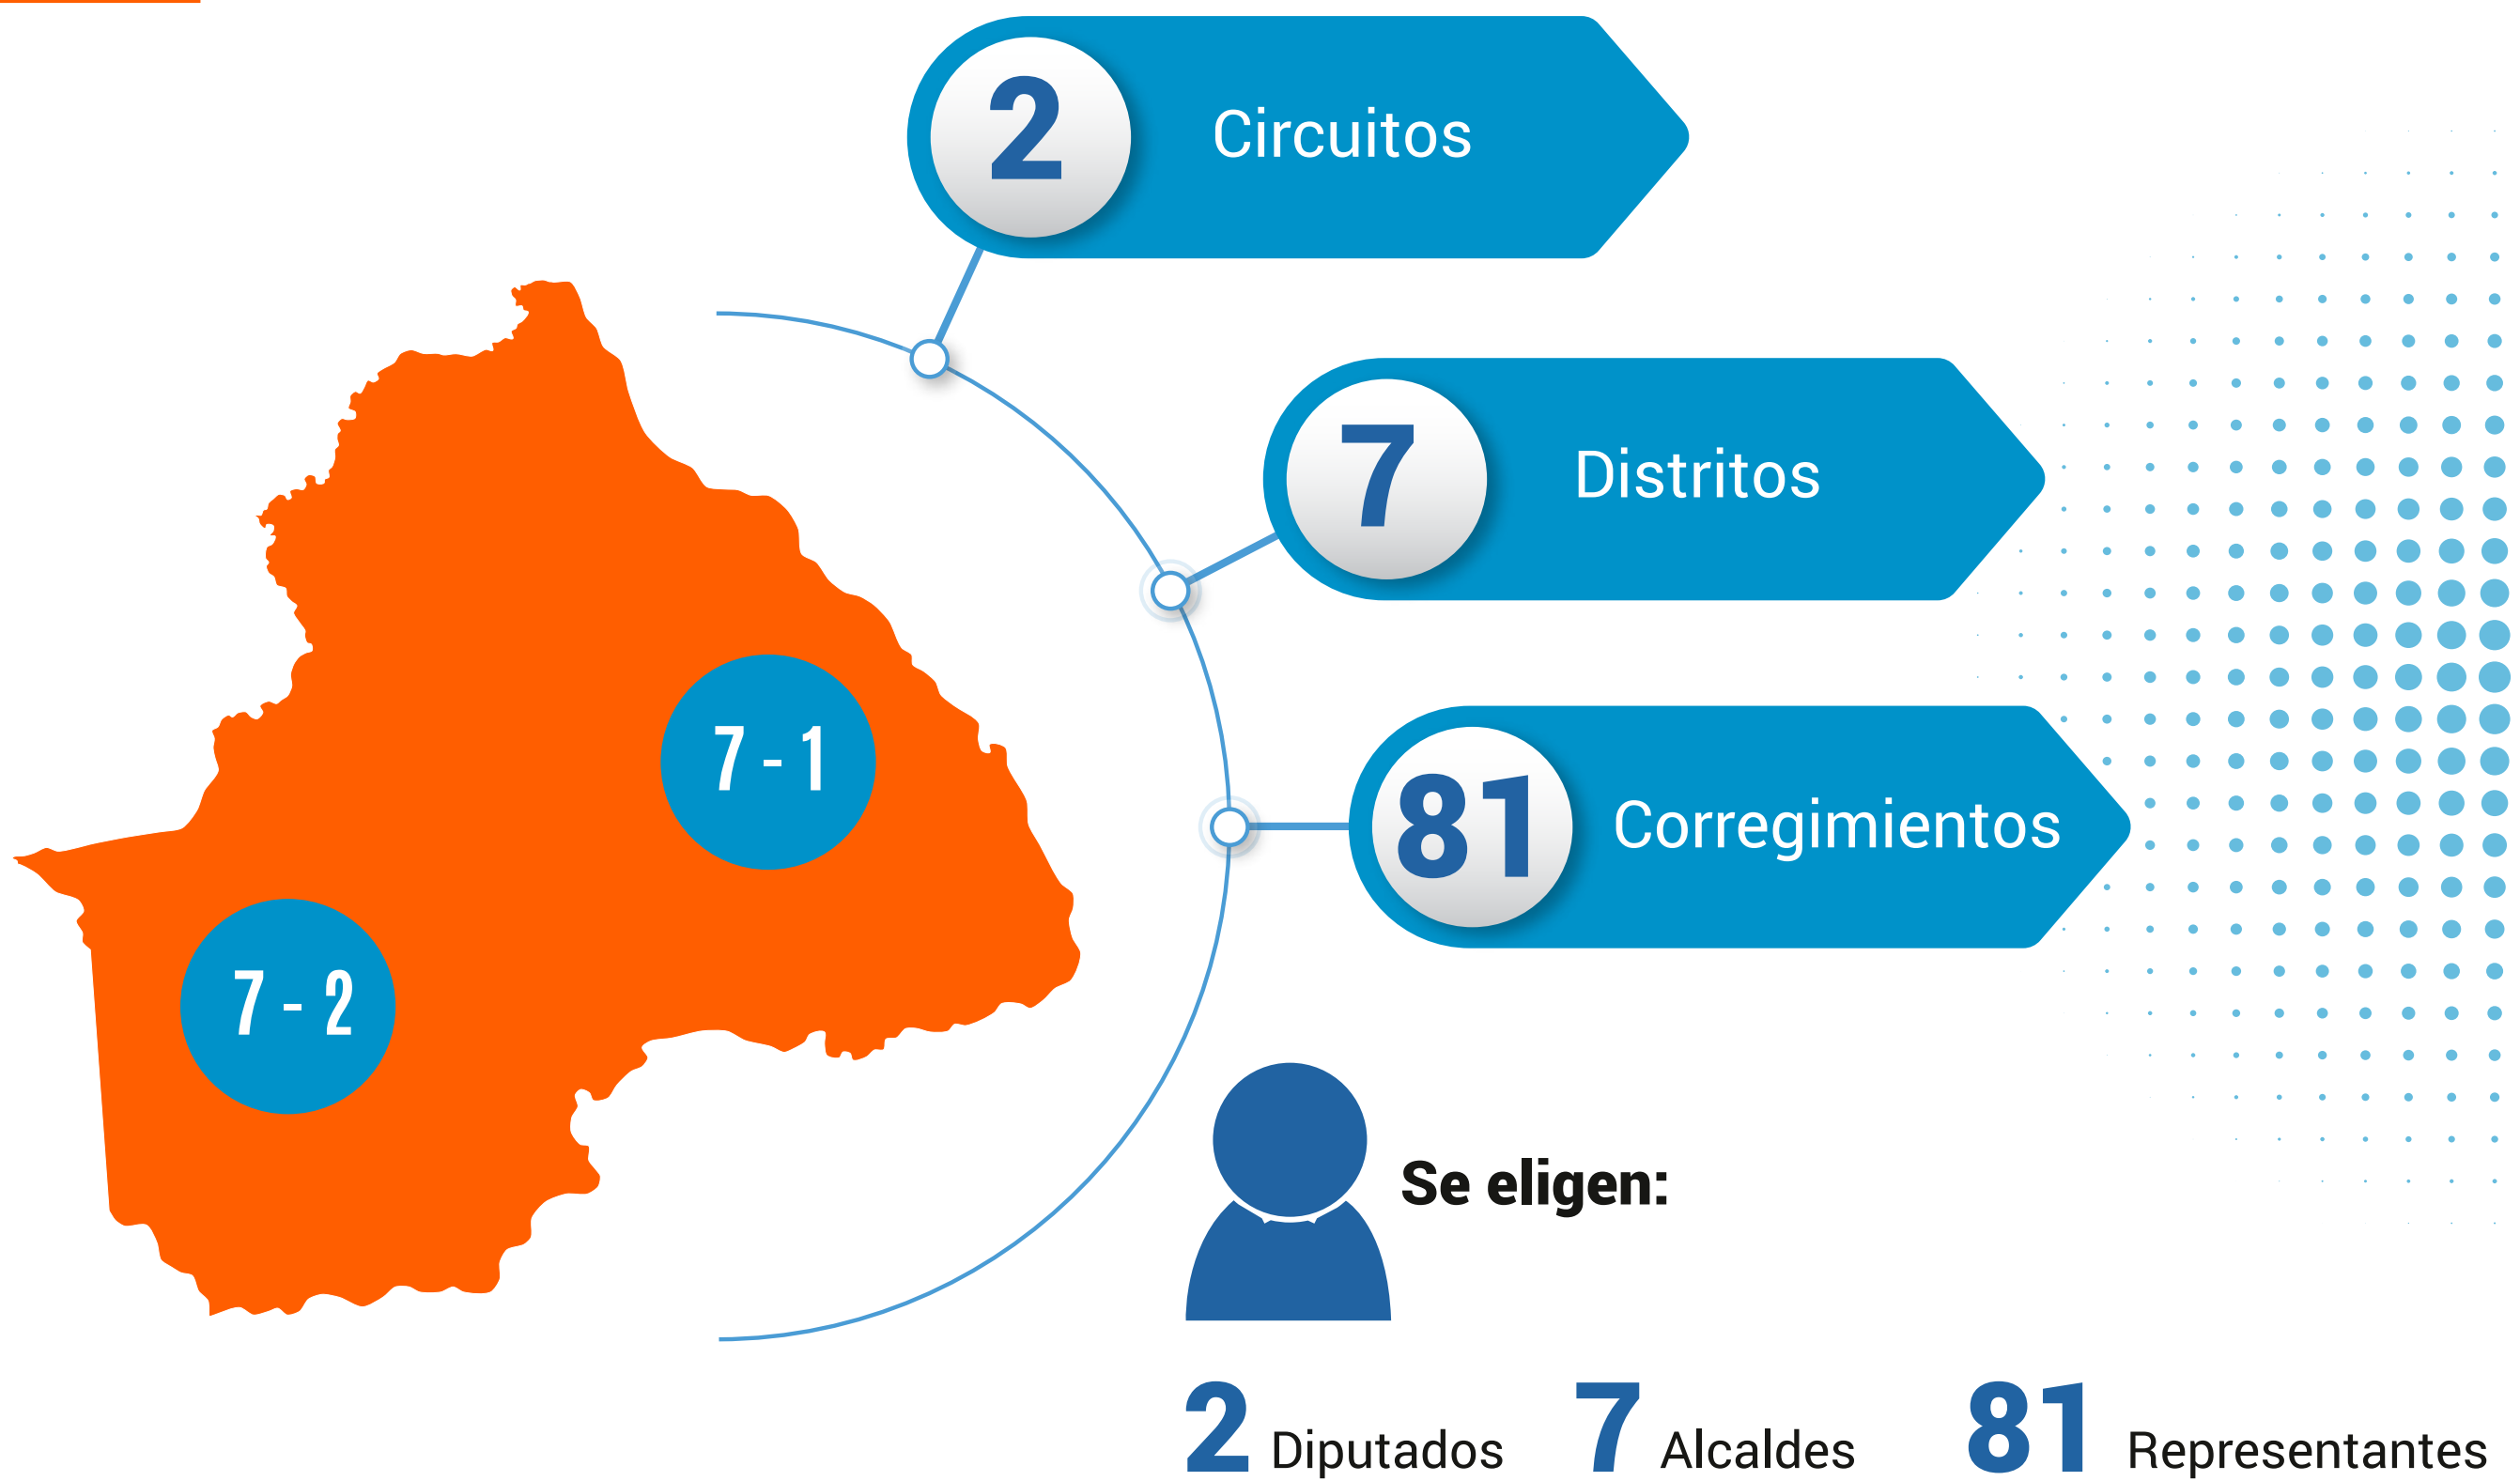 2 Circuitos
7 Distritos
81 Corregimientos
7 - 1
7 - 2
Se eligen:
2 Diputados 7 Alcaldes 81 Representantes